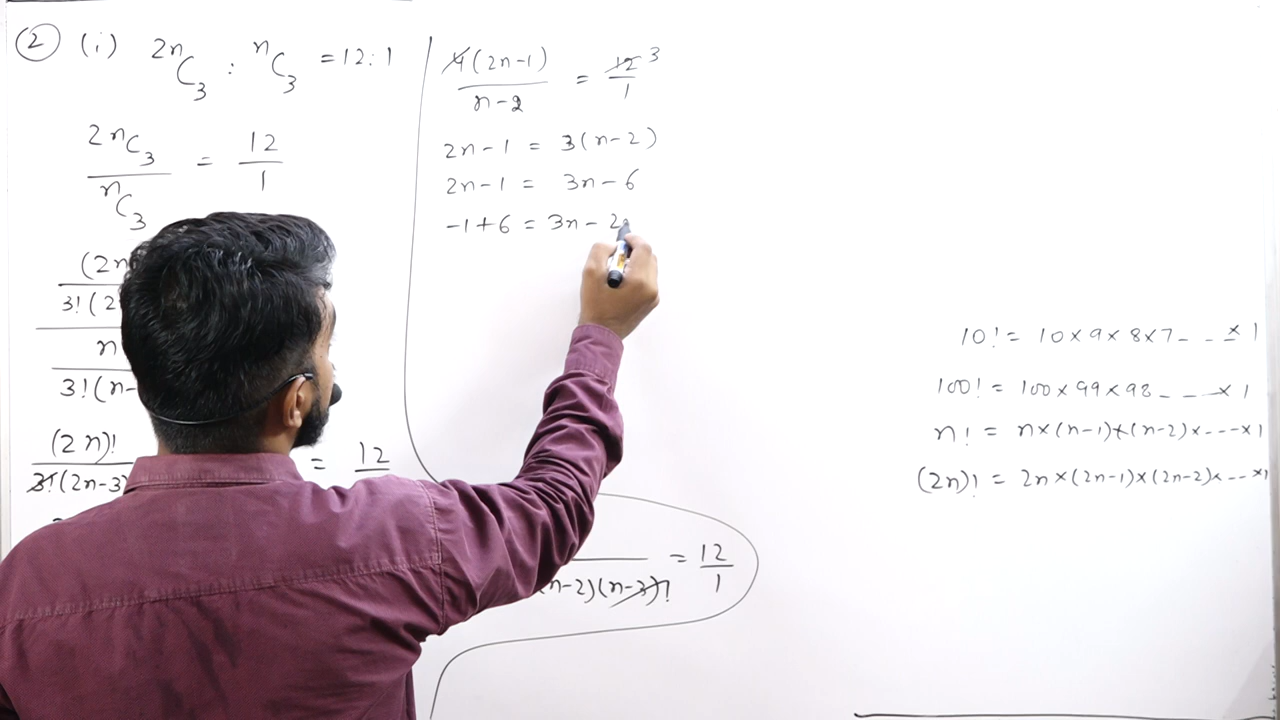 ② (i) 2nC3 : nC3 = 12 : 1
2nC3 / nC3 = 12 / 1
(2n
3! (2
n
3! (n-
(2n)! / 3! (2n-3) = 12
4(2n-1) / n-2 = 12 3 / 1
2n-1 = 3(n-2)
2n-1 = 3n-6
-1+6 = 3n-2
n-2)(n-3)! = 12 / 1
10! = 10×9×8×7- - - ×1
100! = 100×99×98- - - ×1
n! = n×(n-1)×(n-2)×----×1
(2n)! = 2n×(2n-1)×(2n-2)×---×1